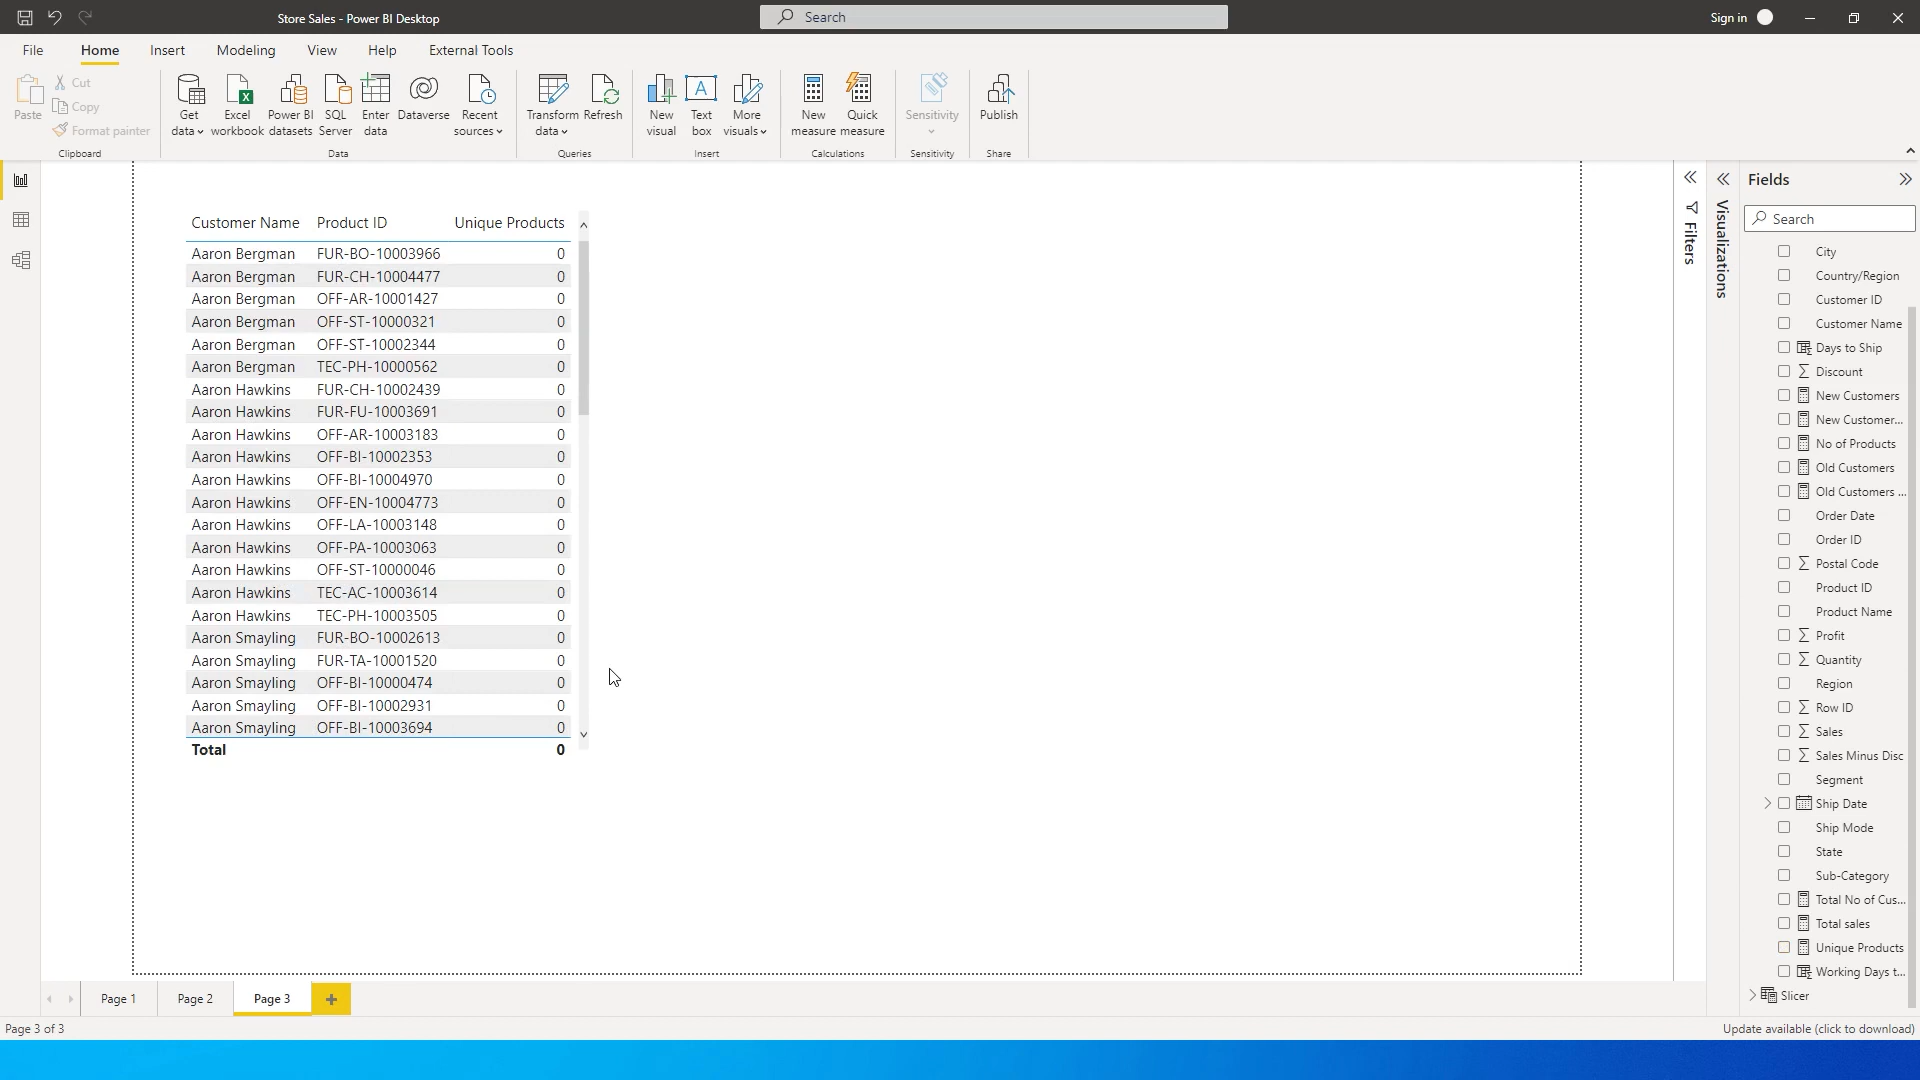 Store Sales - Power BI Desktop
Search
Sign in
File Home Insert Modeling View Help External Tools
Paste
Cut
Copy
Format painter
Clipboard
Get data
Excel workbook
Power BI datasets
SQL Server
Enter data
Dataverse
Recent sources
Data
Transform data
Refresh
Queries
New visual
Text box
More visuals
Insert
New measure
Quick measure
Calculations
Sensitivity
Sensitivity
Publish
Share
Customer Name Product ID Unique Products
Aaron Bergman FUR-BO-10003966 0
Aaron Bergman FUR-CH-10004477 0
Aaron Bergman OFF-AR-10001427 0
Aaron Bergman OFF-ST-10000321 0
Aaron Bergman OFF-ST-10002344 0
Aaron Bergman TEC-PH-10000562 0
Aaron Hawkins FUR-CH-10002439 0
Aaron Hawkins FUR-FU-10003691 0
Aaron Hawkins OFF-AR-10003183 0
Aaron Hawkins OFF-BI-10002353 0
Aaron Hawkins OFF-BI-10004970 0
Aaron Hawkins OFF-EN-10004773 0
Aaron Hawkins OFF-LA-10003148 0
Aaron Hawkins OFF-PA-10003063 0
Aaron Hawkins OFF-ST-10000046 0
Aaron Hawkins TEC-AC-10003614 0
Aaron Hawkins TEC-PH-10003505 0
Aaron Smayling FUR-BO-10002613 0
Aaron Smayling FUR-TA-10001520 0
Aaron Smayling OFF-BI-10000474 0
Aaron Smayling OFF-BI-10002931 0
Aaron Smayling OFF-BI-10003694 0
Total 0
Filters
Visualizations
Fields
Search
City
Country/Region
Customer ID
Customer Name
Days to Ship
Discount
New Customers
New Customer...
No of Products
Old Customers
Old Customers ...
Order Date
Order ID
Postal Code
Product ID
Product Name
Profit
Quantity
Region
Row ID
Sales
Sales Minus Disc
Segment
Ship Date
Ship Mode
State
Sub-Category
Total No of Cus...
Total sales
Unique Products
Working Days t...
Slicer
Page 1 Page 2 Page 3
Page 3 of 3
Update available (click to download)